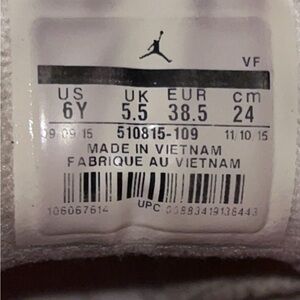 VF
US UK EUR cm
6Y 5.5 38.5 24
09.09.15 510815-109 11.10.15
MADE IN VIETNAM
FABRIQUE AU VIETNAM
106067614 UPC